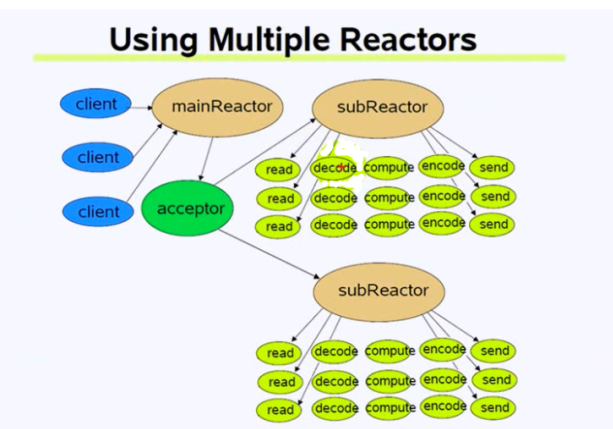 Using Multiple Reactors
client
mainReactor
subReactor
client
client
acceptor
read decode compute encode send
read decode compute encode send
read decode compute encode send
subReactor
read decode compute encode send
read decode compute encode send
read decode compute encode send